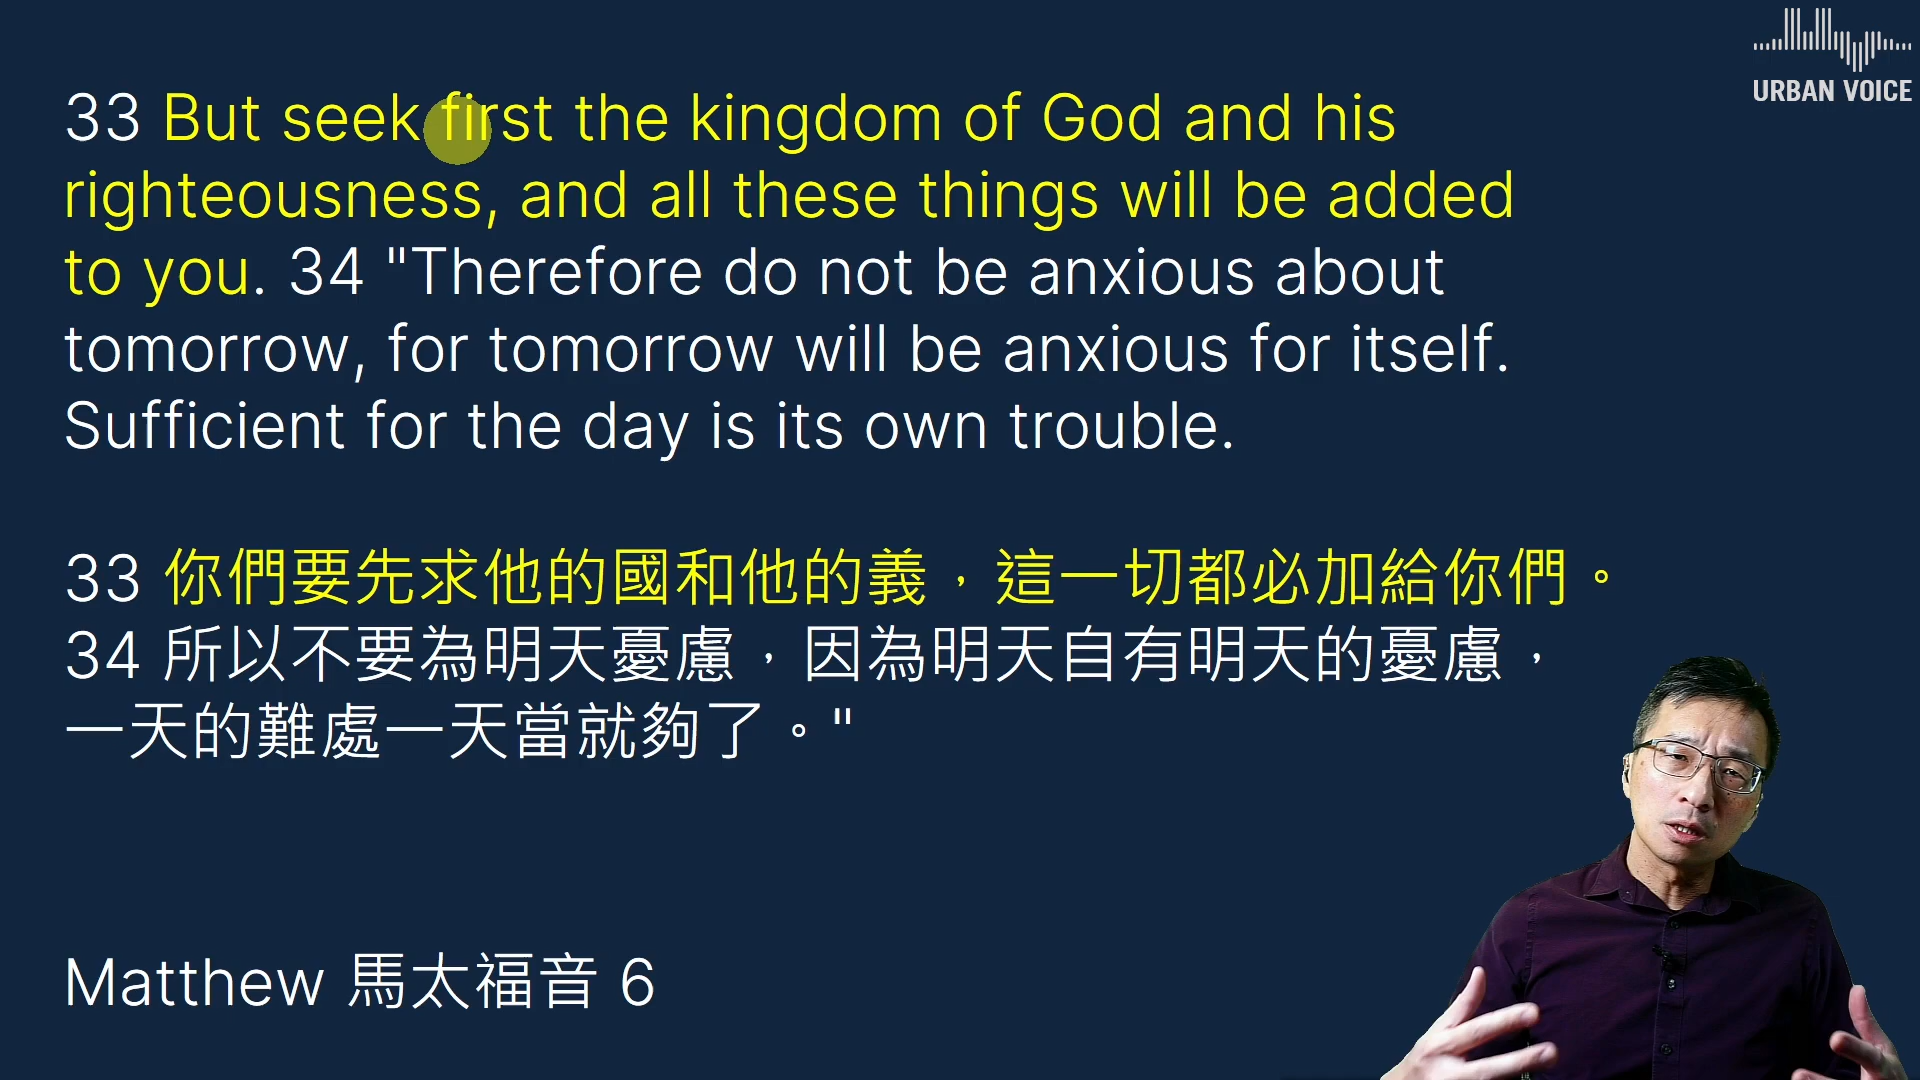 URBAN VOICE
33 But seek first the kingdom of God and his
righteousness, and all these things will be added
to you. 34 "Therefore do not be anxious about
tomorrow, for tomorrow will be anxious for itself.
Sufficient for the day is its own trouble.
33 你們要先求他的國和他的義，這一切都必加給你們。
34 所以不要為明天憂慮，因為明天自有明天的憂慮，
一天的難處一天當就夠了。"
Matthew 馬太福音 6